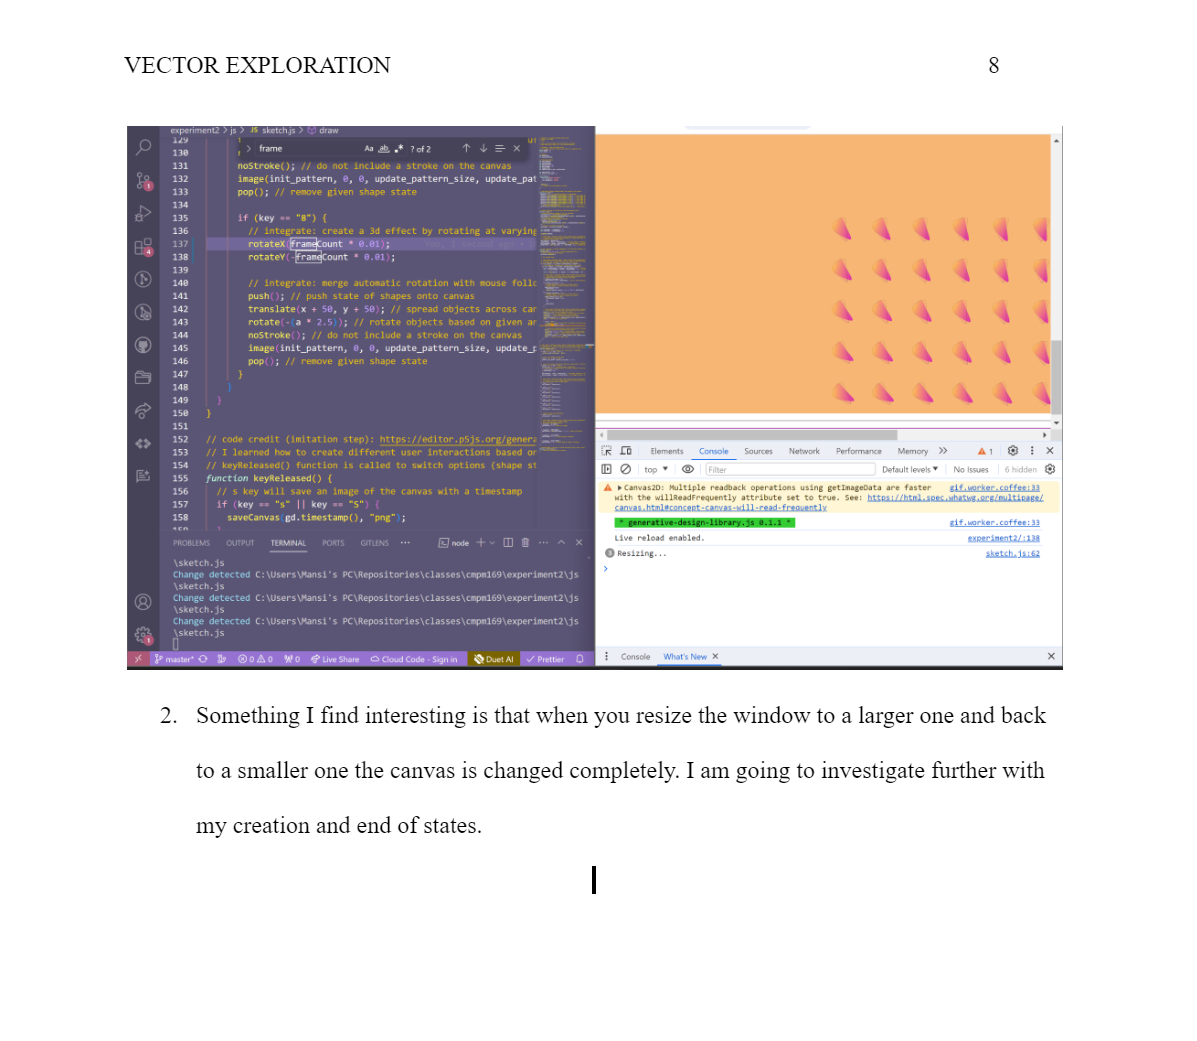 VECTOR EXPLORATION
8
experiment2 > js > JS sketch.js > draw
frame
Aa ab .* ? of 2
129
130
131 noStroke(); // do not include a stroke on the canvas
132 image(init_pattern, 0, 0, update_pattern_size, update_pat
133 pop(); // remove given shape state
134
135 if (key == "8") {
136 // integrate: create a 3d effect by rotating at varying
137 rotateX(frameCount * 0.01);
138 rotateY(-frameCount * 0.01);
139
140 // integrate: merge automatic rotation with mouse follo
141 push(); // push state of shapes onto canvas
142 translate(x + 50, y + 50); // spread objects across can
143 rotate(-(a * 2.5)); // rotate objects based on given an
144 noStroke(); // do not include a stroke on the canvas
145 image(init_pattern, 0, 0, update_pattern_size, update_p
146 pop(); // remove given shape state
147 }
148 }
149 }
150 }
151
152 // code credit (imitation step): https://editor.p5js.org/genera
153 // I learned how to create different user interactions based on
154 // keyReleased() function is called to switch options (shape st
155 function keyReleased() {
156 // s key will save an image of the canvas with a timestamp
157 if (key == "s" || key == "S") {
158 saveCanvas(gd.timestamp(), "png");
PROBLEMS OUTPUT TERMINAL PORTS GITLENS ··· node
\sketch.js
Change detected C:\Users\Mansi's PC\Repositories\classes\cmpm169\experiment2\js
\sketch.js
Change detected C:\Users\Mansi's PC\Repositories\classes\cmpm169\experiment2\js
\sketch.js
Change detected C:\Users\Mansi's PC\Repositories\classes\cmpm169\experiment2\js
\sketch.js
master* 0 0 0 Live Share Cloud Code - Sign in Duet AI Prettier
Elements Console Sources Network Performance Memory 1
top Filter Default levels No Issues 6 hidden
Canvas2D: Multiple readback operations using getImageData are faster gif.worker.coffee:33
with the willReadFrequently attribute set to true. See: https://html.spec.whatwg.org/multipage/
canvas.html#concept-canvas-will-read-frequently
* generative-design-library.js 0.1.1 * gif.worker.coffee:33
Live reload enabled. experiment2/:138
3 Resizing... sketch.js:62
Console What's New
2. Something I find interesting is that when you resize the window to a larger one and back
to a smaller one the canvas is changed completely. I am going to investigate further with
my creation and end of states.